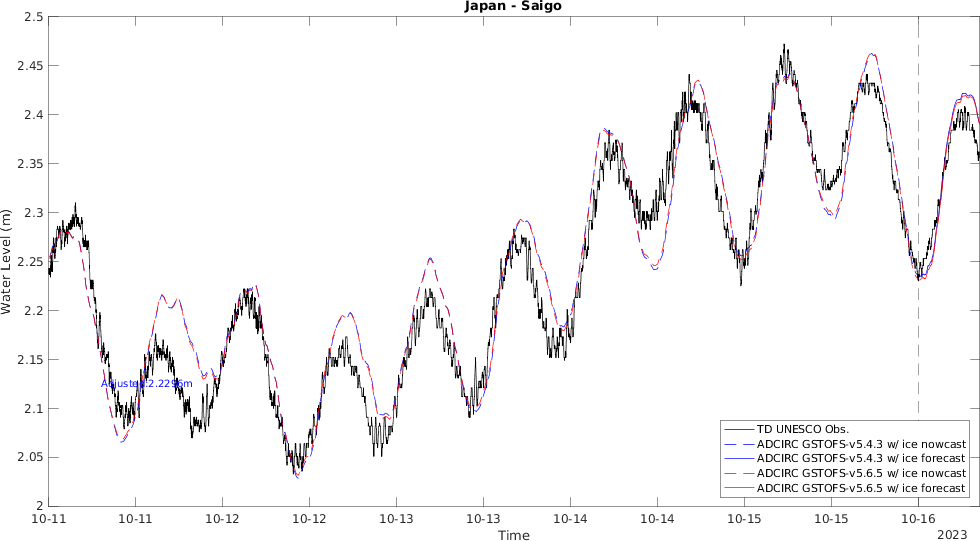 Japan - Saigo
2.5
2.45
2.4
2.35
2.3
2.25
2.2
2.15
2.1
2.05
2
Water Level (m)
Adjusted:2.2296m
TD UNESCO Obs.
ADCIRC GSTOFS-v5.4.3 w/ ice nowcast
ADCIRC GSTOFS-v5.4.3 w/ ice forecast
ADCIRC GSTOFS-v5.6.5 w/ ice nowcast
ADCIRC GSTOFS-v5.6.5 w/ ice forecast
10-11 10-11 10-12 10-12 10-13 10-13 10-14 10-14 10-15 10-15 10-16
Time
2023